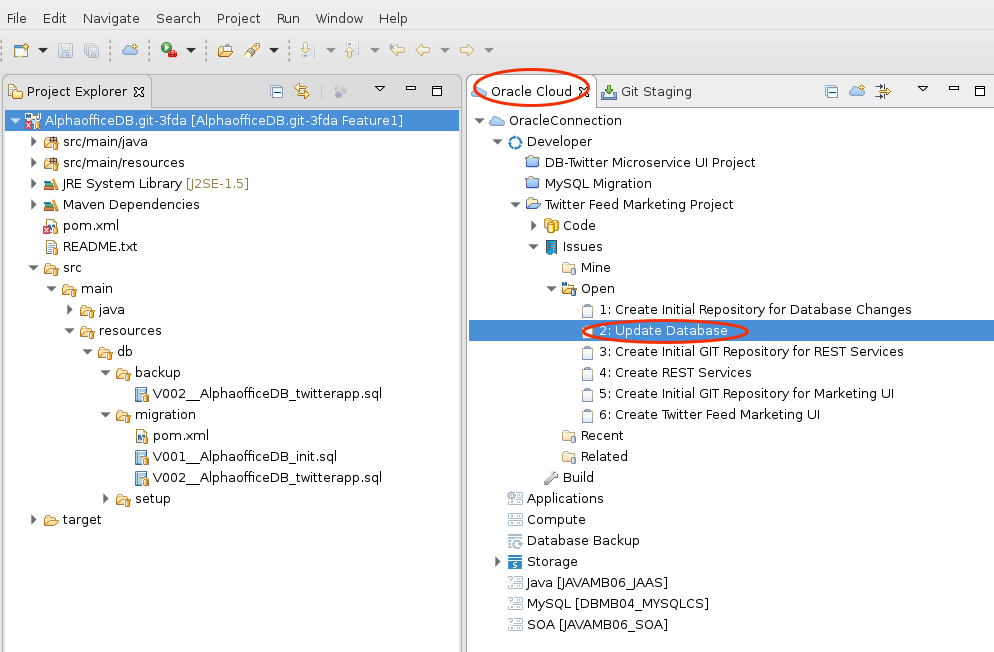 File Edit Navigate Search Project Run Window Help
Project Explorer
AlphaofficeDB.git-3fda [AlphaofficeDB.git-3fda Feature1]
src/main/java
src/main/resources
JRE System Library [J2SE-1.5]
Maven Dependencies
pom.xml
README.txt
src
main
java
resources
db
backup
V002__AlphaofficeDB_twitterapp.sql
migration
pom.xml
V001__AlphaofficeDB_init.sql
V002__AlphaofficeDB_twitterapp.sql
setup
target
Oracle Cloud Git Staging
OracleConnection
Developer
DB-Twitter Microservice UI Project
MySQL Migration
Twitter Feed Marketing Project
Code
Issues
Mine
Open
1: Create Initial Repository for Database Changes
2: Update Database
3: Create Initial GIT Repository for REST Services
4: Create REST Services
5: Create Initial GIT Repository for Marketing UI
6: Create Twitter Feed Marketing UI
Recent
Related
Build
Applications
Compute
Database Backup
Storage
Java [JAVAMB06_JAAS]
MySQL [DBMB04_MYSQLCS]
SOA [JAVAMB06_SOA]